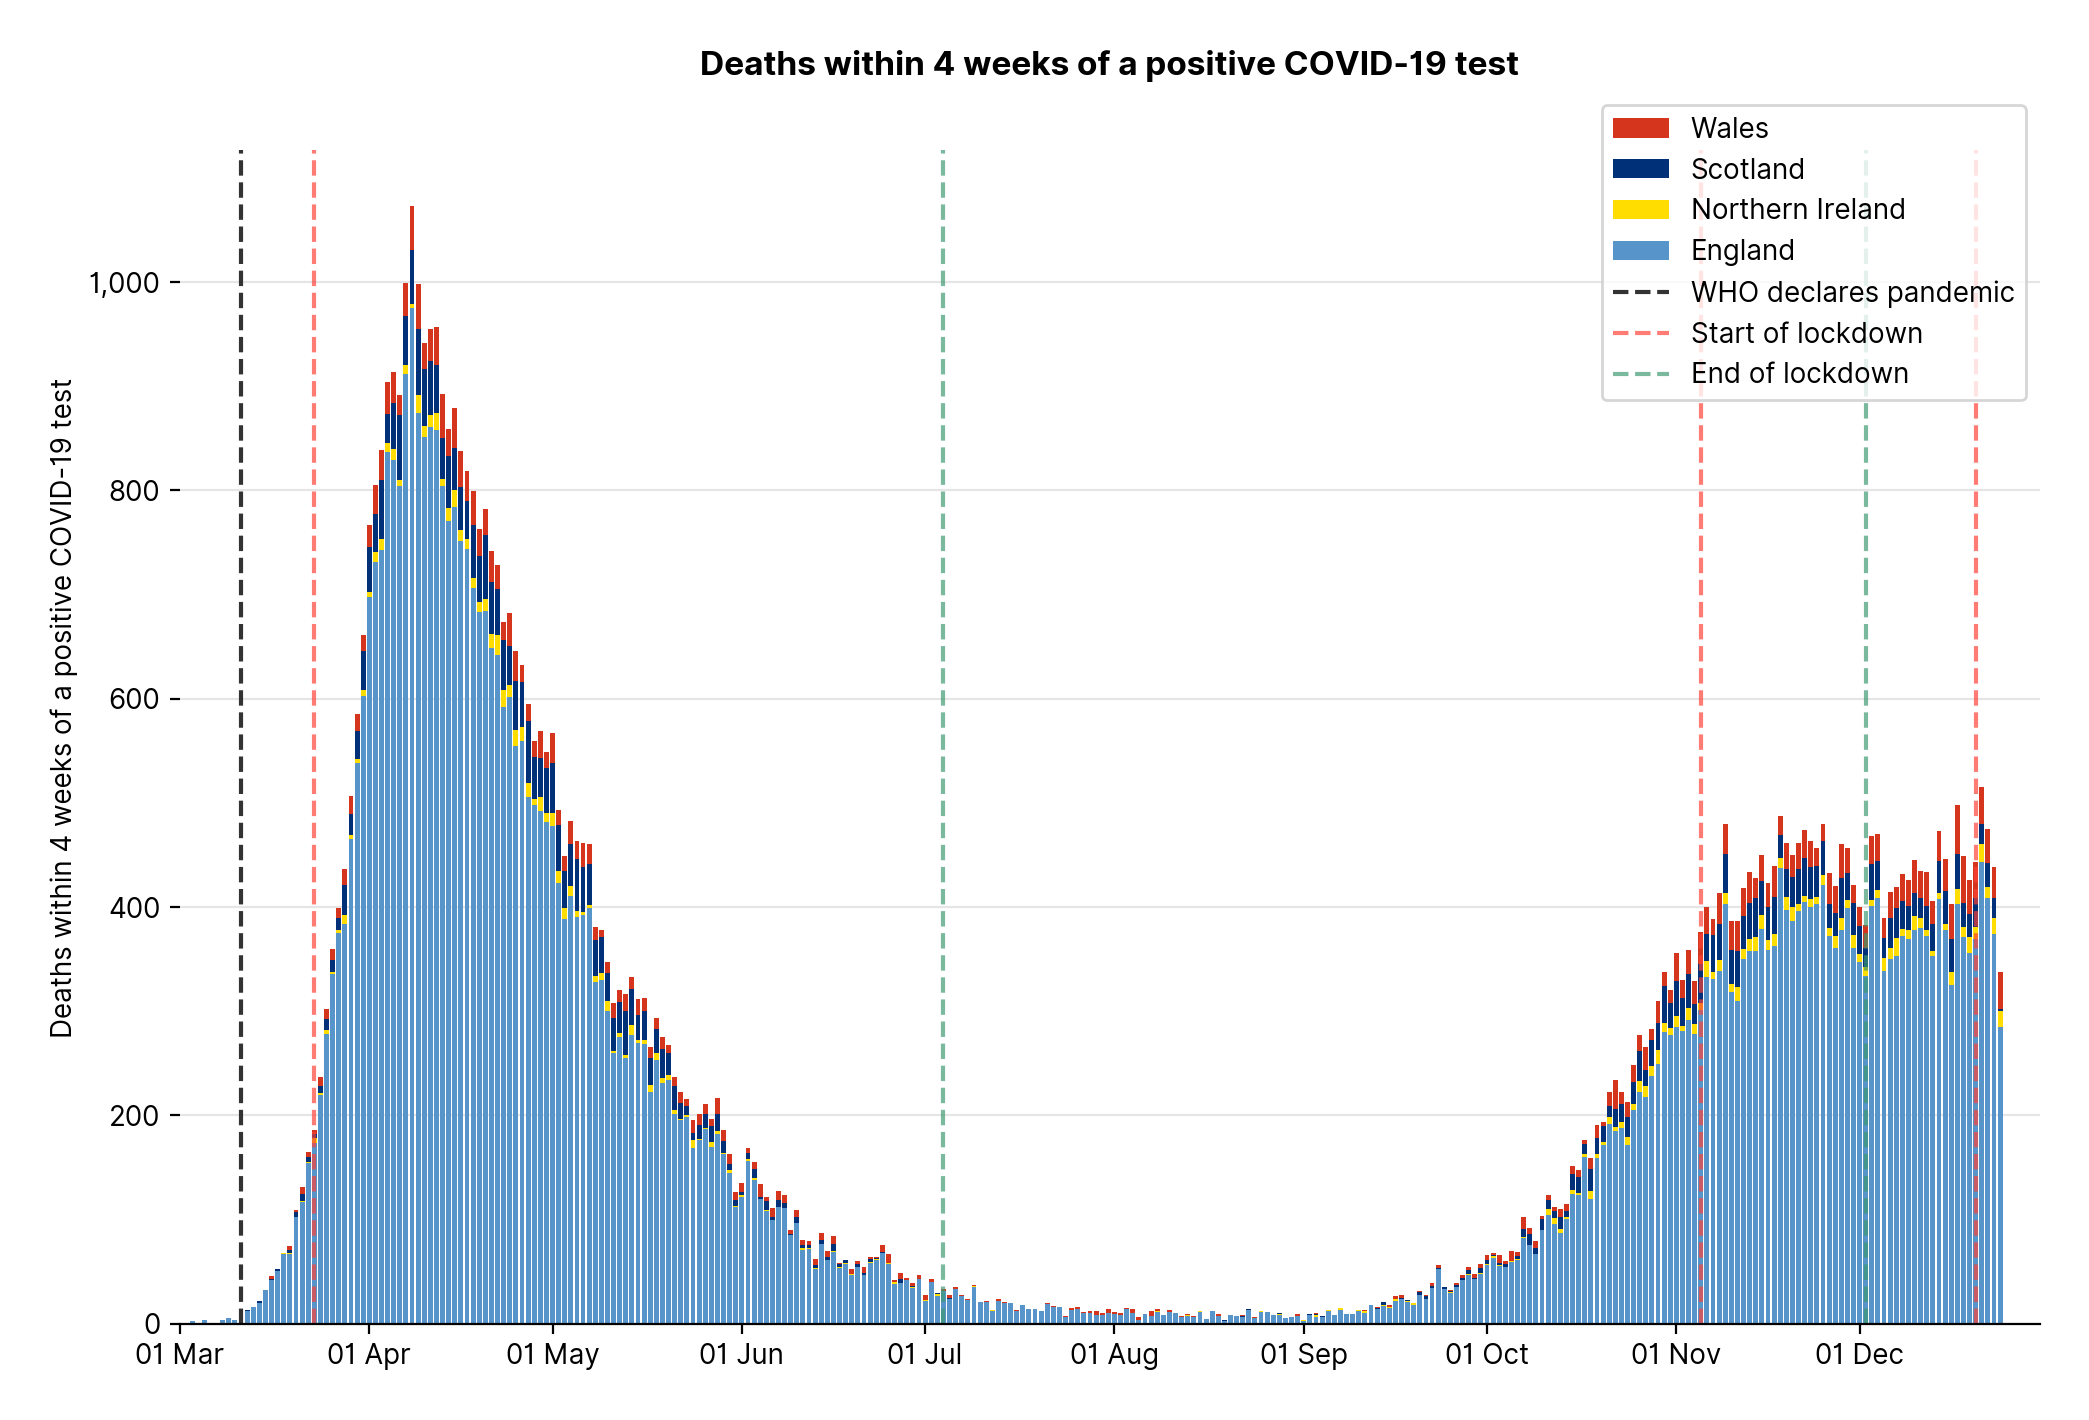 Deaths within 4 weeks of a positive COVID-19 test
Wales
Scotland
Northern Ireland
England
WHO declares pandemic
Start of lockdown
End of lockdown
Deaths within 4 weeks of a positive COVID-19 test
1,000
800
600
400
200
0
01 Mar
01 Apr
01 May
01 Jun
01 Jul
01 Aug
01 Sep
01 Oct
01 Nov
01 Dec